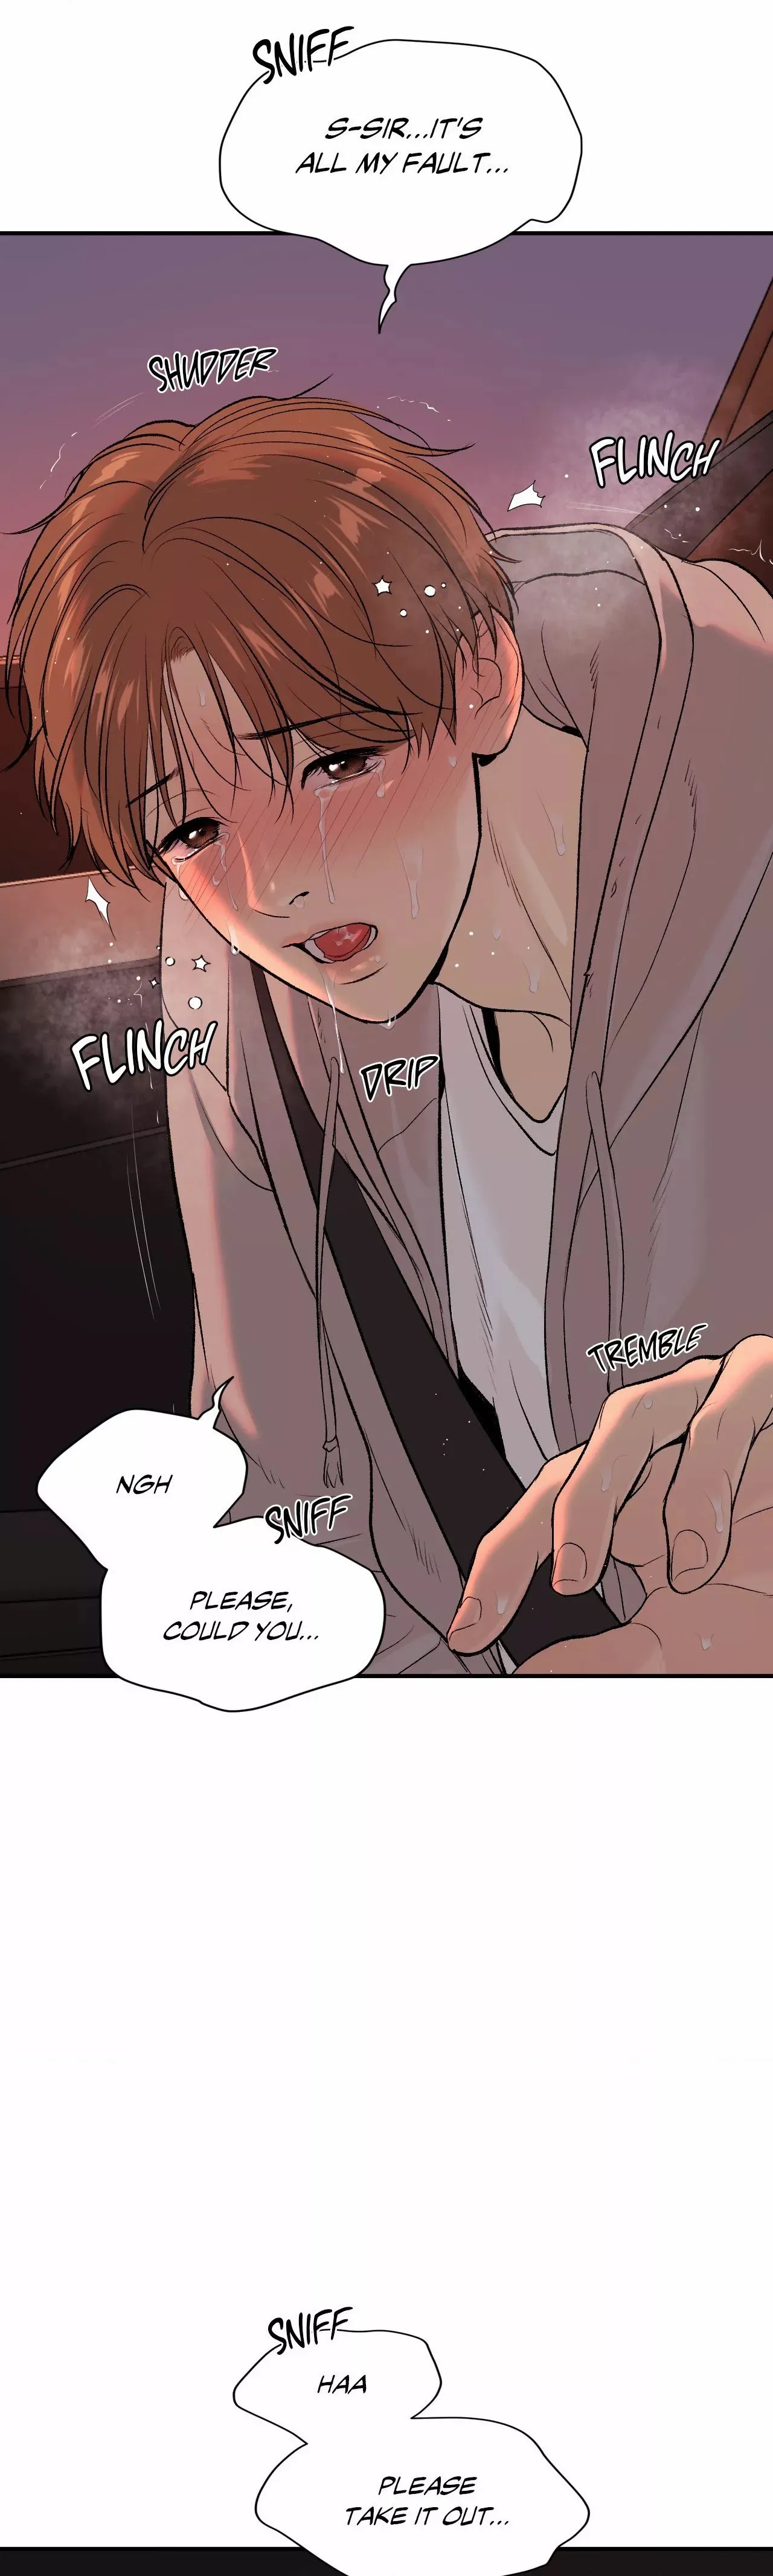 SNIFF
S-SIR...IT'S
ALL MY FAULT...
SHUDDER
FLINCH
FLINCH
DRIP
TREMBLE
NGH
SNIFF
PLEASE,
COULD YOU...
SNIFF
HAA
PLEASE
TAKE IT OUT...